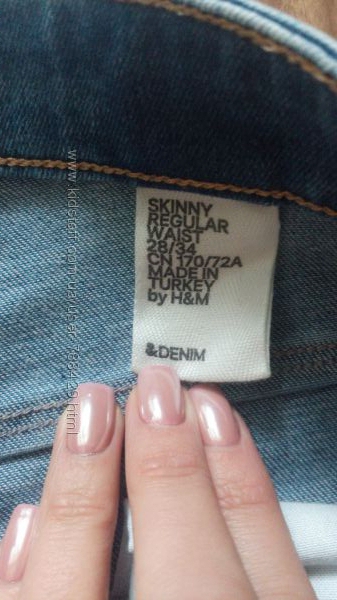 SKINNY
REGULAR
WAIST
28/34
CN 170/72A
MADE IN
TURKEY
by H&M
&DENIM